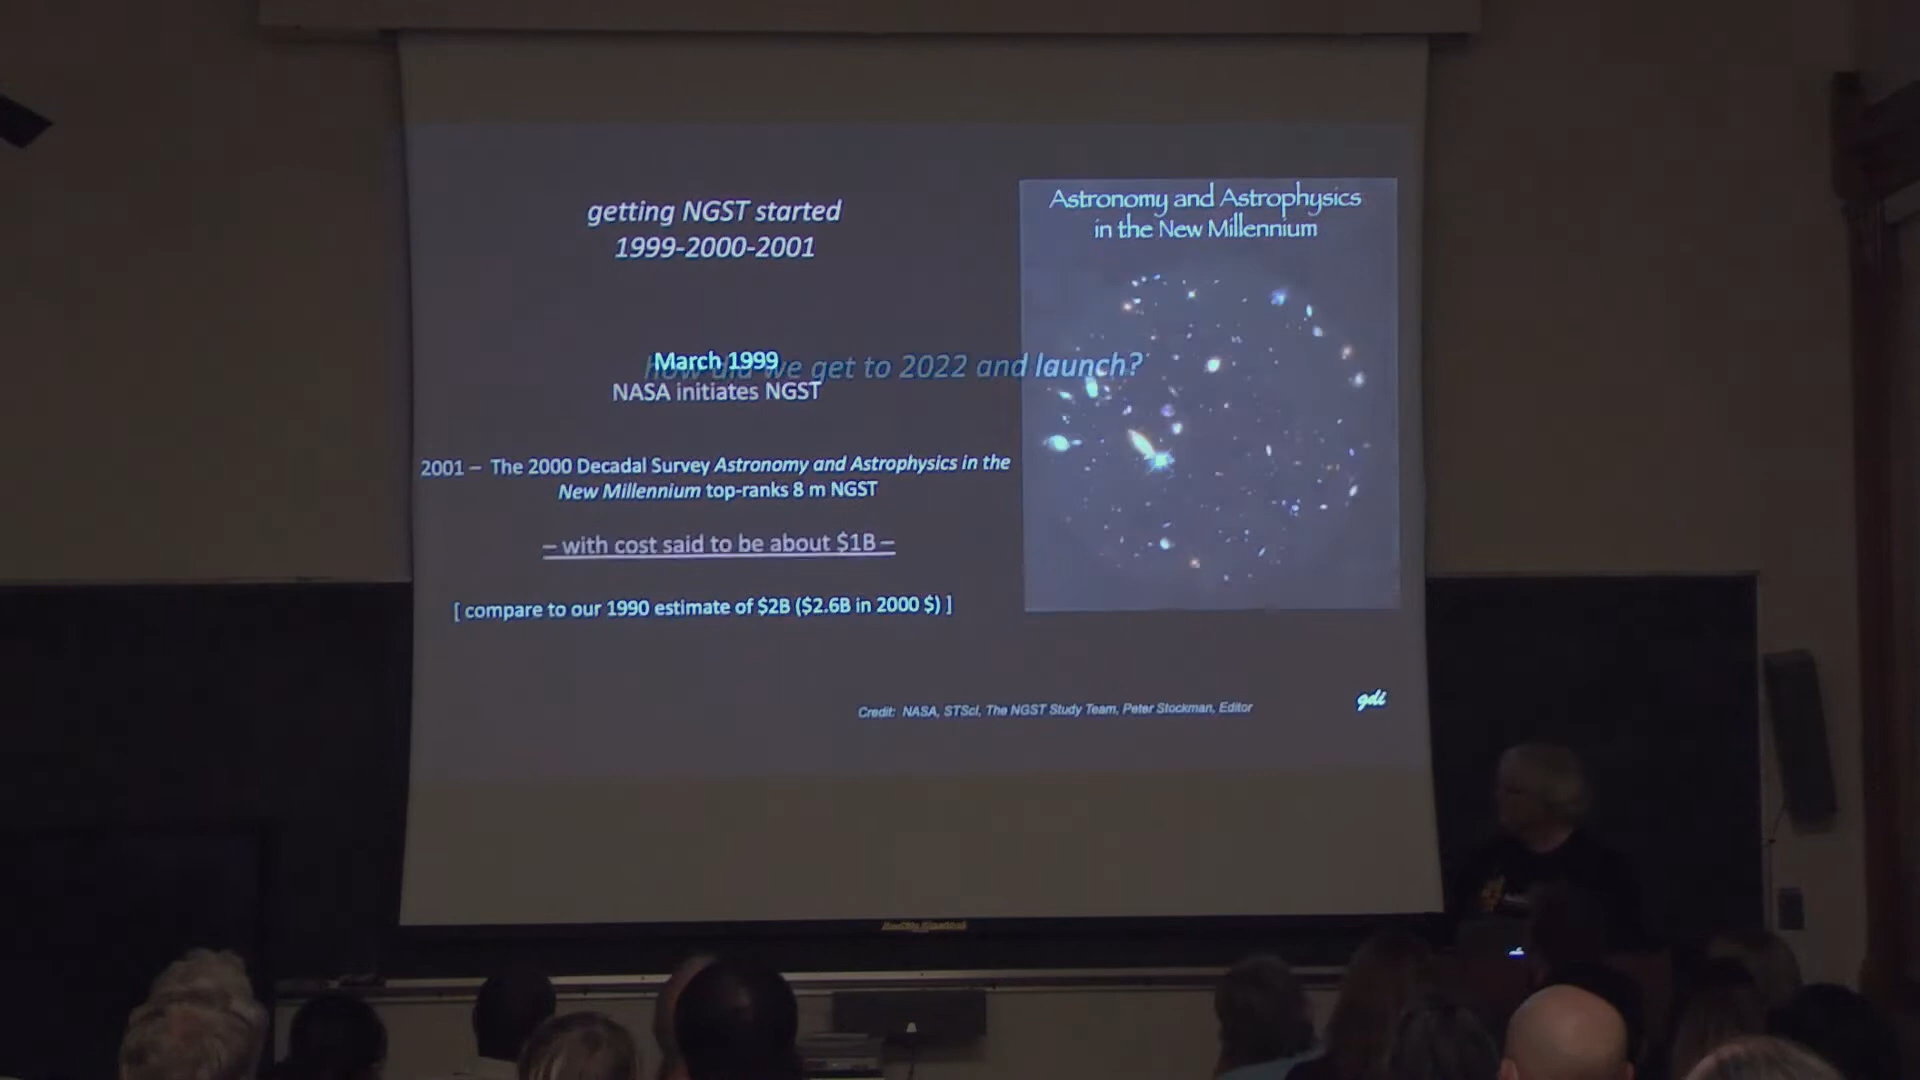 getting NGST started
1999-2000-2001
Astronomy and Astrophysics
in the New Millennium
March 1999
how did we get to 2022 and launch?
NASA initiates NGST
2001 – The 2000 Decadal Survey Astronomy and Astrophysics in the
New Millennium top-ranks 8 m NGST
– with cost said to be about $1B –
[ compare to our 1990 estimate of $2B ($2.6B in 2000 $) ]
Credit: NASA, STScI, The NGST Study Team, Peter Stockman, Editor
gdi